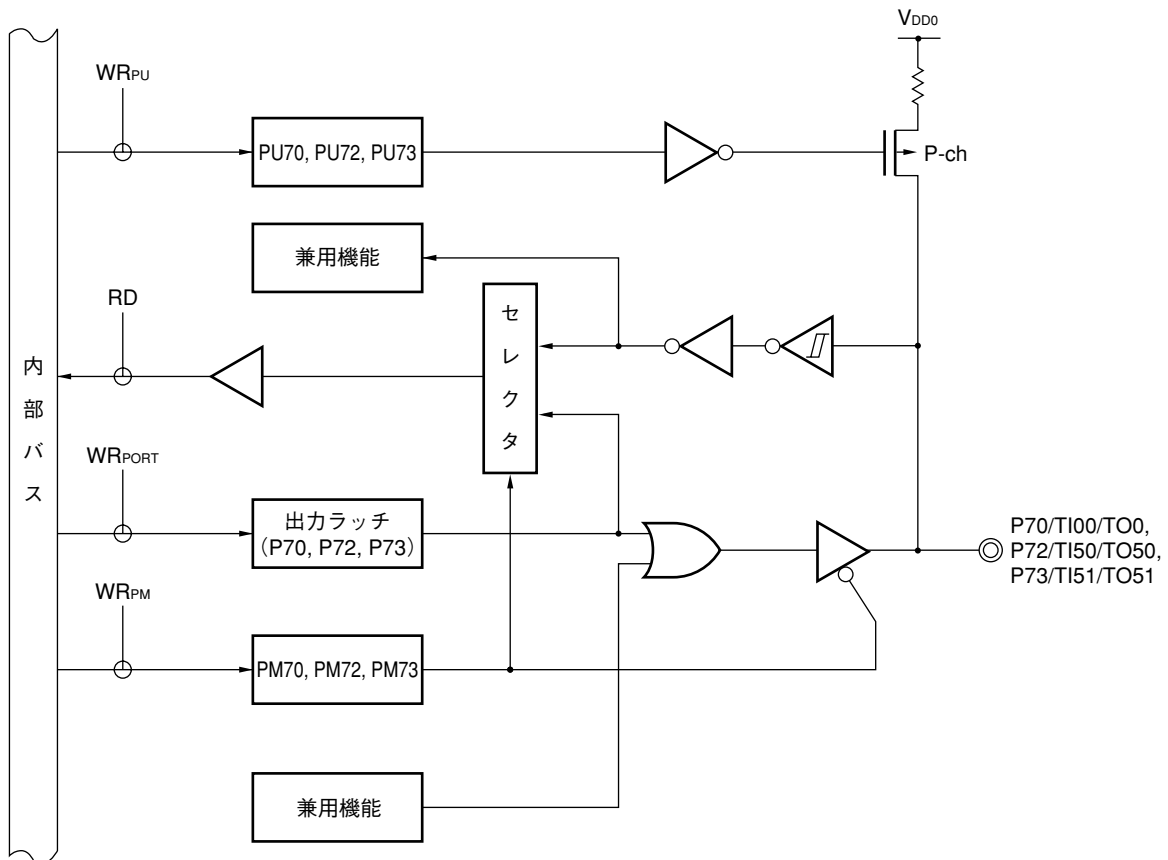 VDD0
WRPU
PU70, PU72, PU73
P-ch
兼用機能
RD
セレクタ
内部バス
WRPORT
出力ラッチ
（P70, P72, P73）
P70/TI00/TO0,
P72/TI50/TO50,
P73/TI51/TO51
WRPM
PM70, PM72, PM73
兼用機能